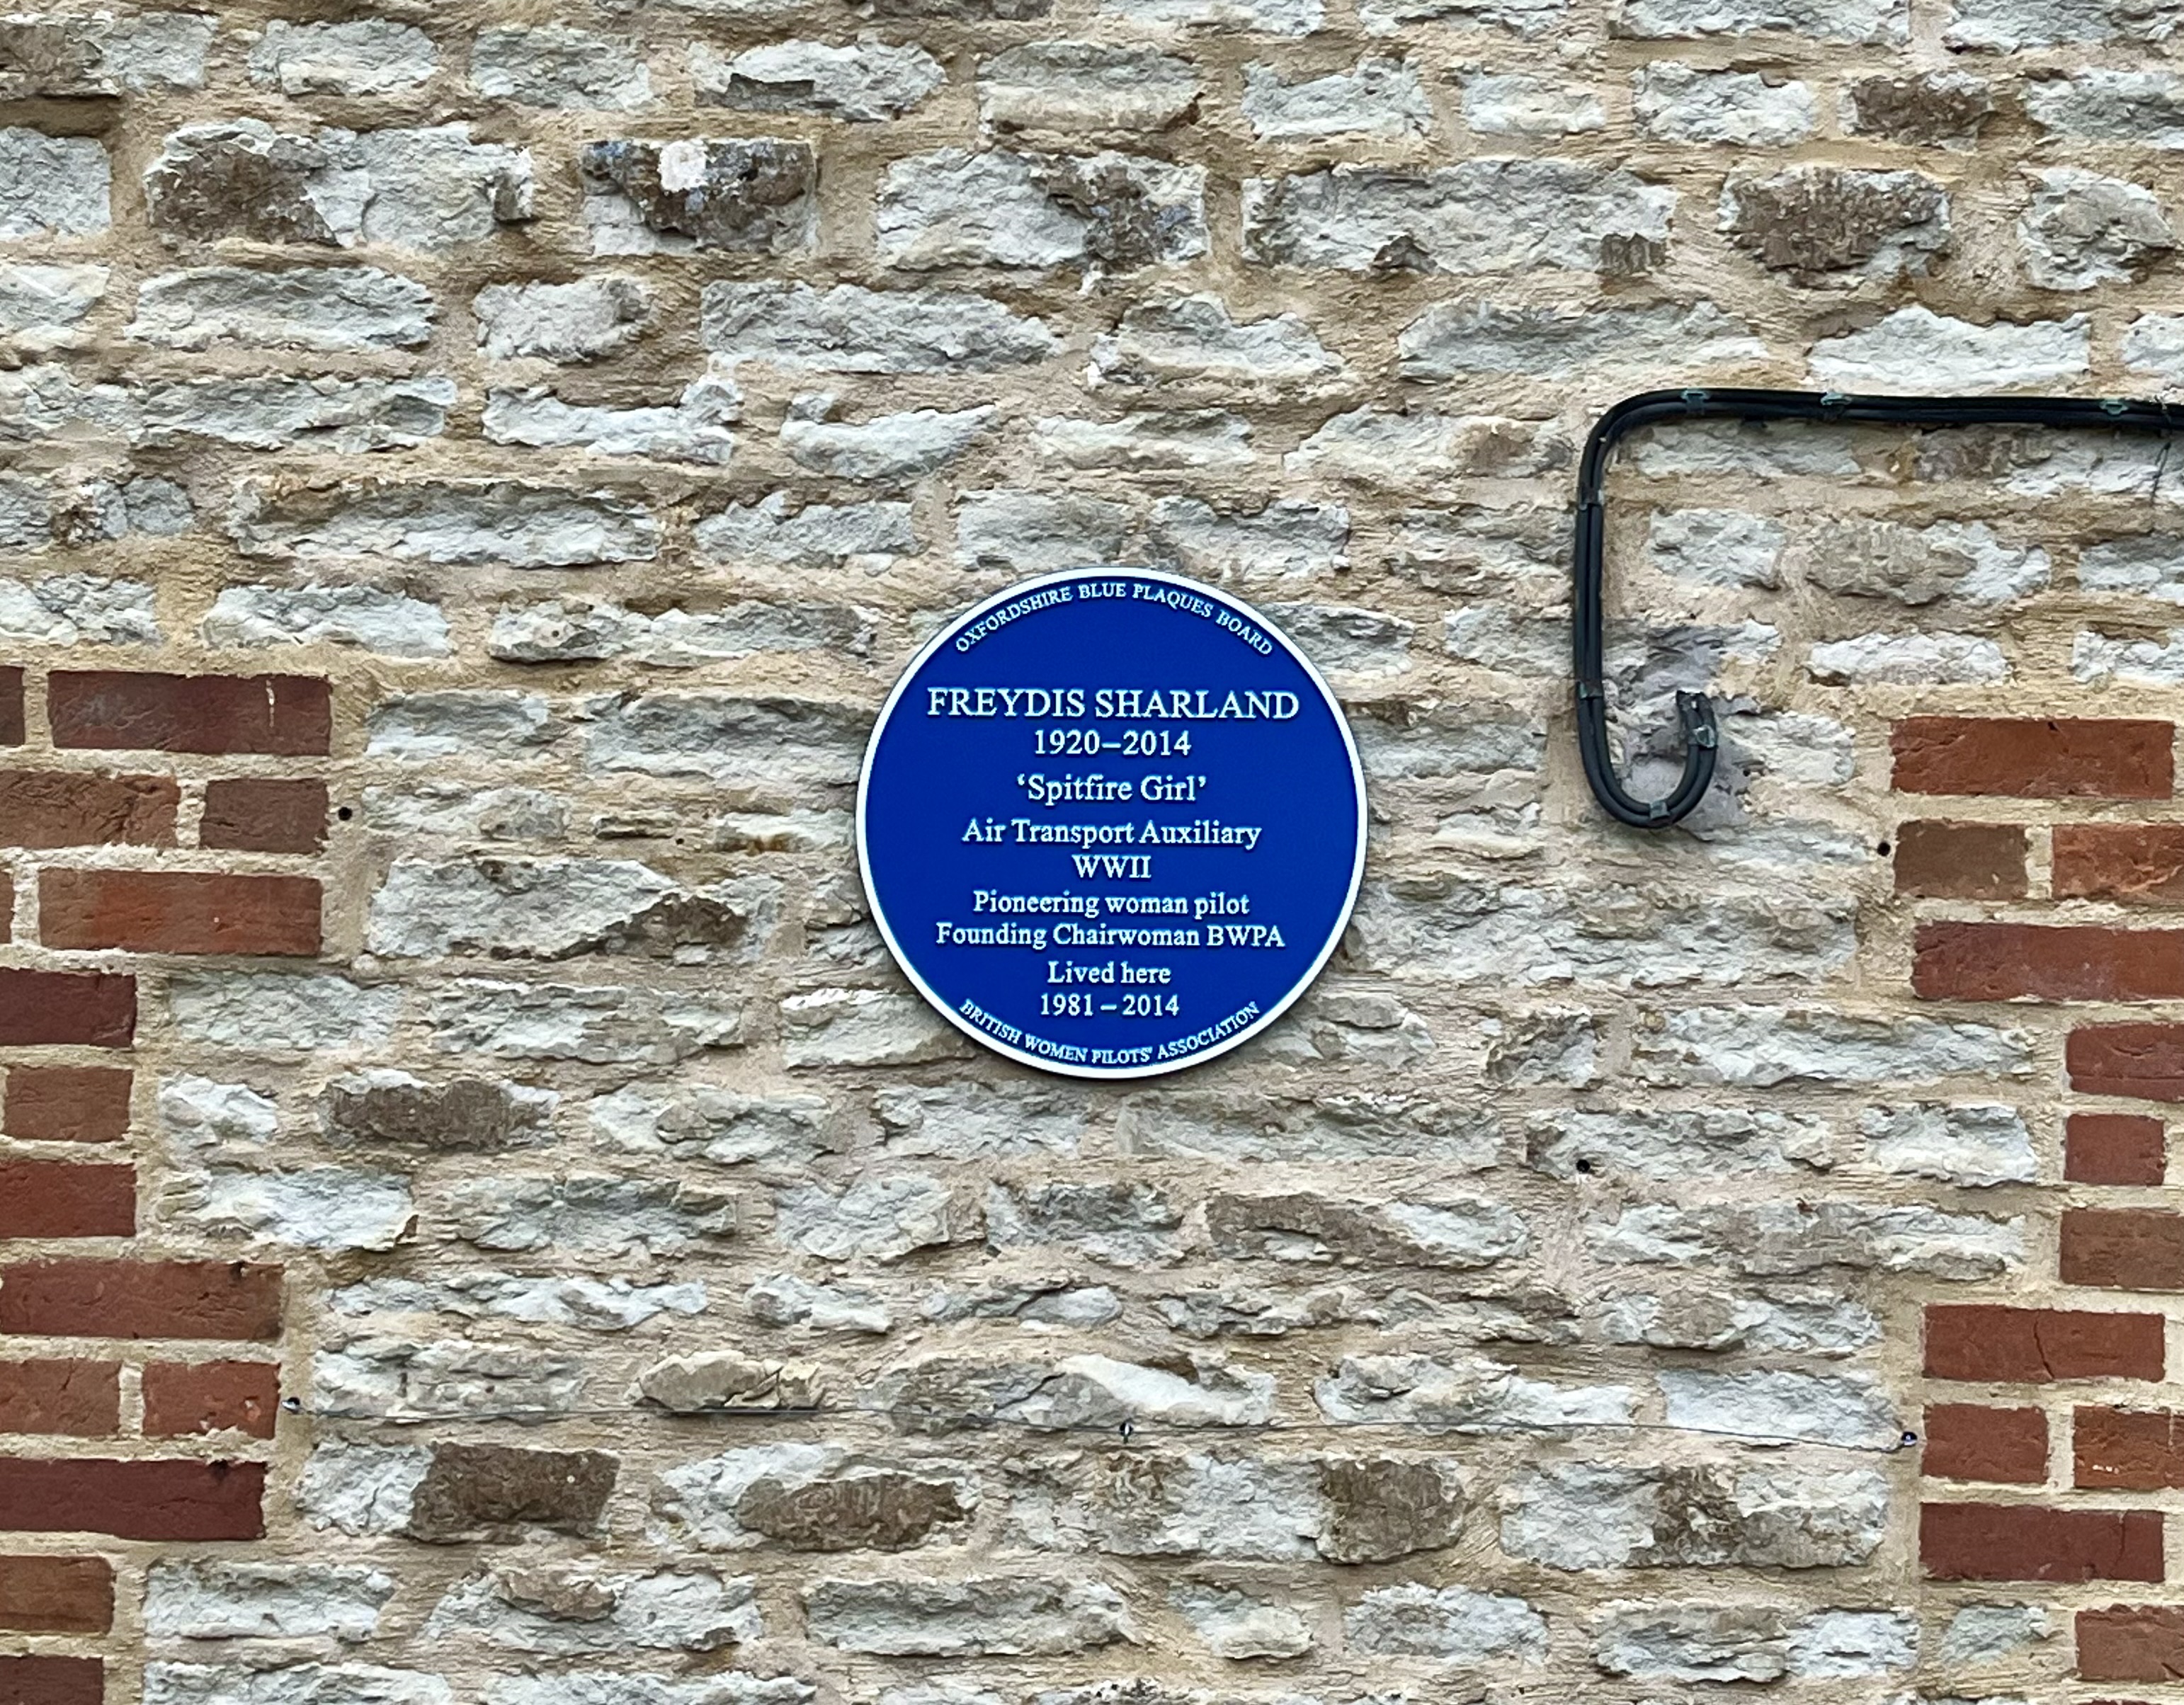 OXFORDSHIRE BLUE PLAQUES BOARD
FREYDIS SHARLAND
1920–2014
‘Spitfire Girl’
Air Transport Auxiliary
WWII
Pioneering woman pilot
Founding Chairwoman BWPA
Lived here
1981 – 2014
BRITISH WOMEN PILOTS' ASSOCIATION